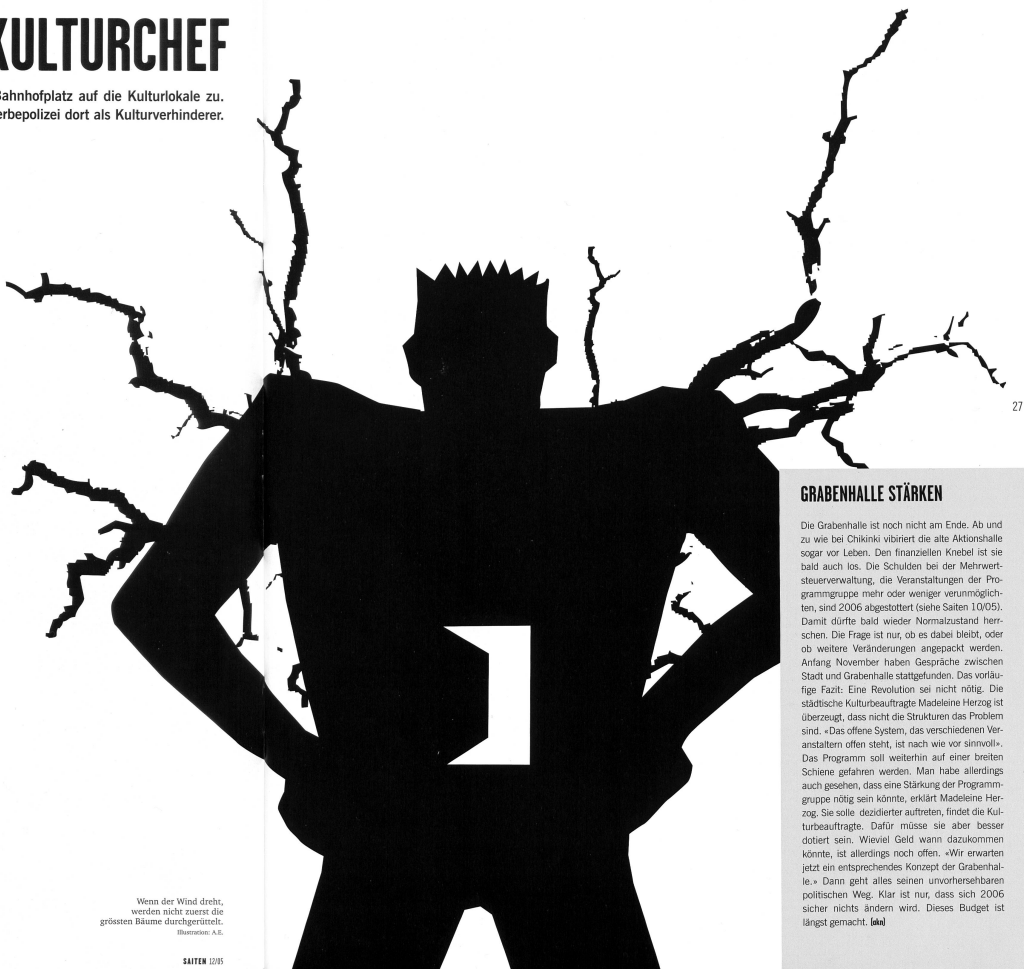 KULTURCHEF
Bahnhofplatz auf die Kulturlokale zu.
erbepolizei dort als Kulturverhinderer.
27
GRABENHALLE STÄRKEN
Die Grabenhalle ist noch nicht am Ende. Ab und
zu wie bei Chikinki vibiriert die alte Aktionshalle
sogar vor Leben. Den finanziellen Knebel ist sie
bald auch los. Die Schulden bei der Mehrwert-
steuerverwaltung, die Veranstaltungen der Pro-
grammgruppe mehr oder weniger verunmöglich-
ten, sind 2006 abgestottert (siehe Saiten 10/05).
Damit dürfte bald wieder Normalzustand herr-
schen. Die Frage ist nur, ob es dabei bleibt, oder
ob weitere Veränderungen angepackt werden.
Anfang November haben Gespräche zwischen
Stadt und Grabenhalle stattgefunden. Das vorläu-
fige Fazit: Eine Revolution sei nicht nötig. Die
städtische Kulturbeauftragte Madeleine Herzog ist
überzeugt, dass nicht die Strukturen das Problem
sind. «Das offene System, das verschiedenen Ver-
anstaltern offen steht, ist nach wie vor sinnvoll».
Das Programm soll weiterhin auf einer breiten
Schiene gefahren werden. Man habe allerdings
auch gesehen, dass eine Stärkung der Programm-
gruppe nötig sein könnte, erklärt Madeleine Her-
zog. Sie solle dezidierter auftreten, findet die Kul-
turbeauftragte. Dafür müsse sie aber besser
dotiert sein. Wieviel Geld wann dazukommen
könnte, ist allerdings noch offen. «Wir erwarten
jetzt ein entsprechendes Konzept der Grabenhal-
le.» Dann geht alles seinen unvorhersehbaren
politischen Weg. Klar ist nur, dass sich 2006
sicher nichts ändern wird. Dieses Budget ist
längst gemacht. (akn)
Wenn der Wind dreht,
werden nicht zuerst die
grössten Bäume durchgerüttelt.
Illustration: A.E.
SAITEN 12/05